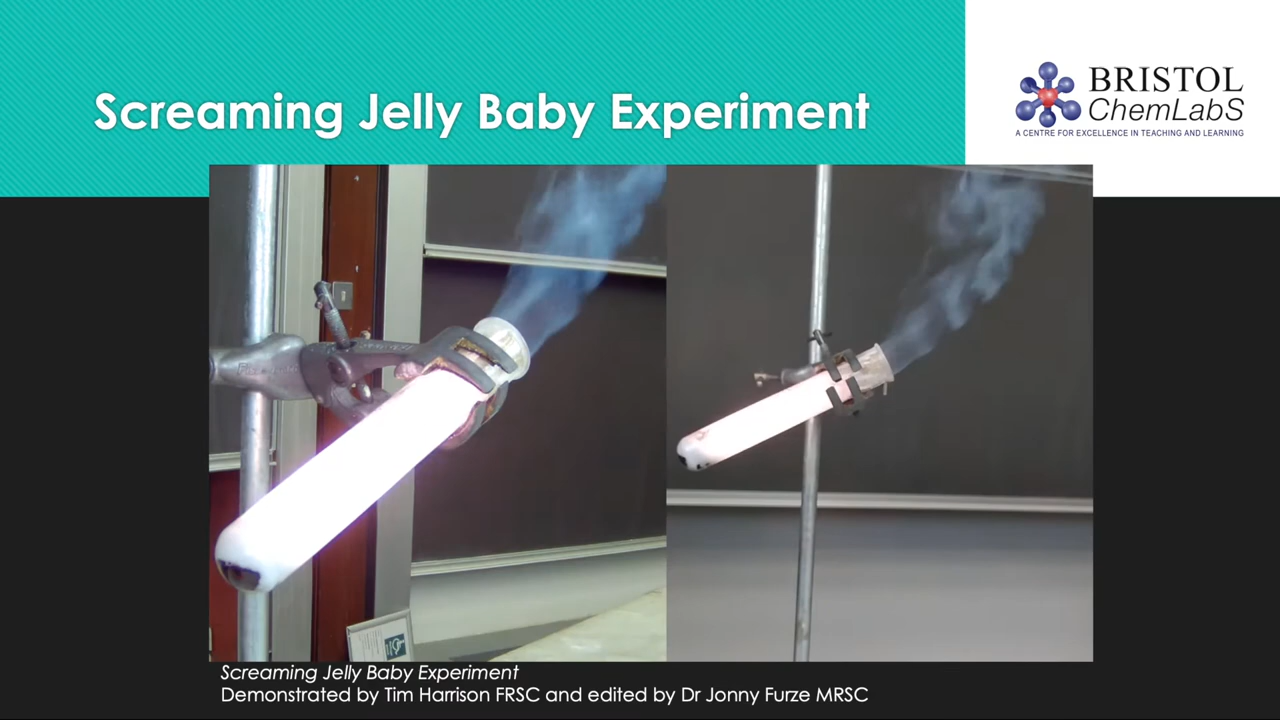 Screaming Jelly Baby Experiment
BRISTOL
ChemLabS
A CENTRE FOR EXCELLENCE IN TEACHING AND LEARNING
Screaming Jelly Baby Experiment
Demonstrated by Tim Harrison FRSC and edited by Dr Jonny Furze MRSC